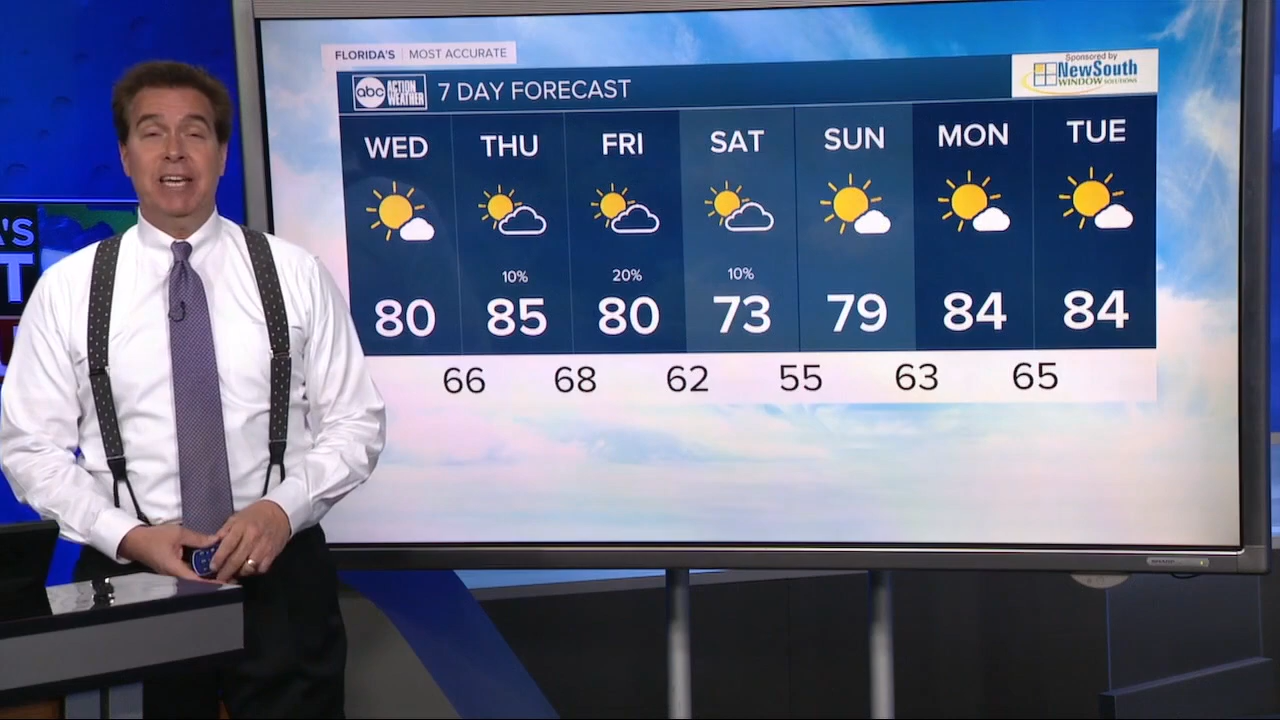 FLORIDA'S | MOST ACCURATE
Sponsored by
NewSouth
WINDOW SOLUTIONS
abc ACTION WEATHER 7 DAY FORECAST
WED THU FRI SAT SUN MON TUE
10% 20% 10%
80 85 80 73 79 84 84
66 68 62 55 63 65
A'S
T
SHARP